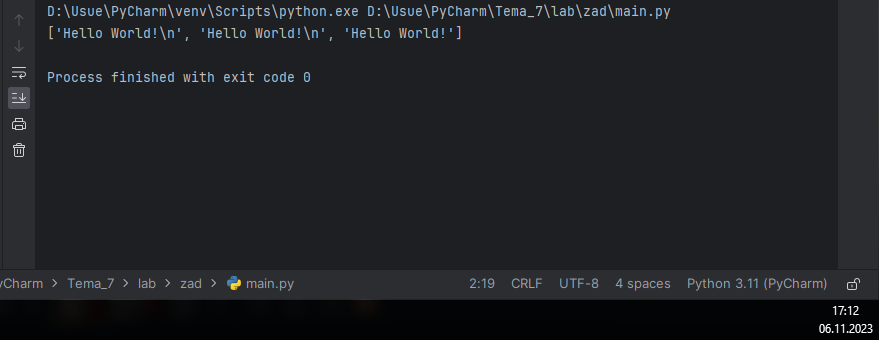 D:\Usue\PyCharm\venv\Scripts\python.exe D:\Usue\PyCharm\Tema_7\lab\zad\main.py
['Hello World!\n', 'Hello World!\n', 'Hello World!']
Process finished with exit code 0
yCharm > Tema_7 > lab > zad > main.py 2:19 CRLF UTF-8 4 spaces Python 3.11 (PyCharm)
17:12
06.11.2023